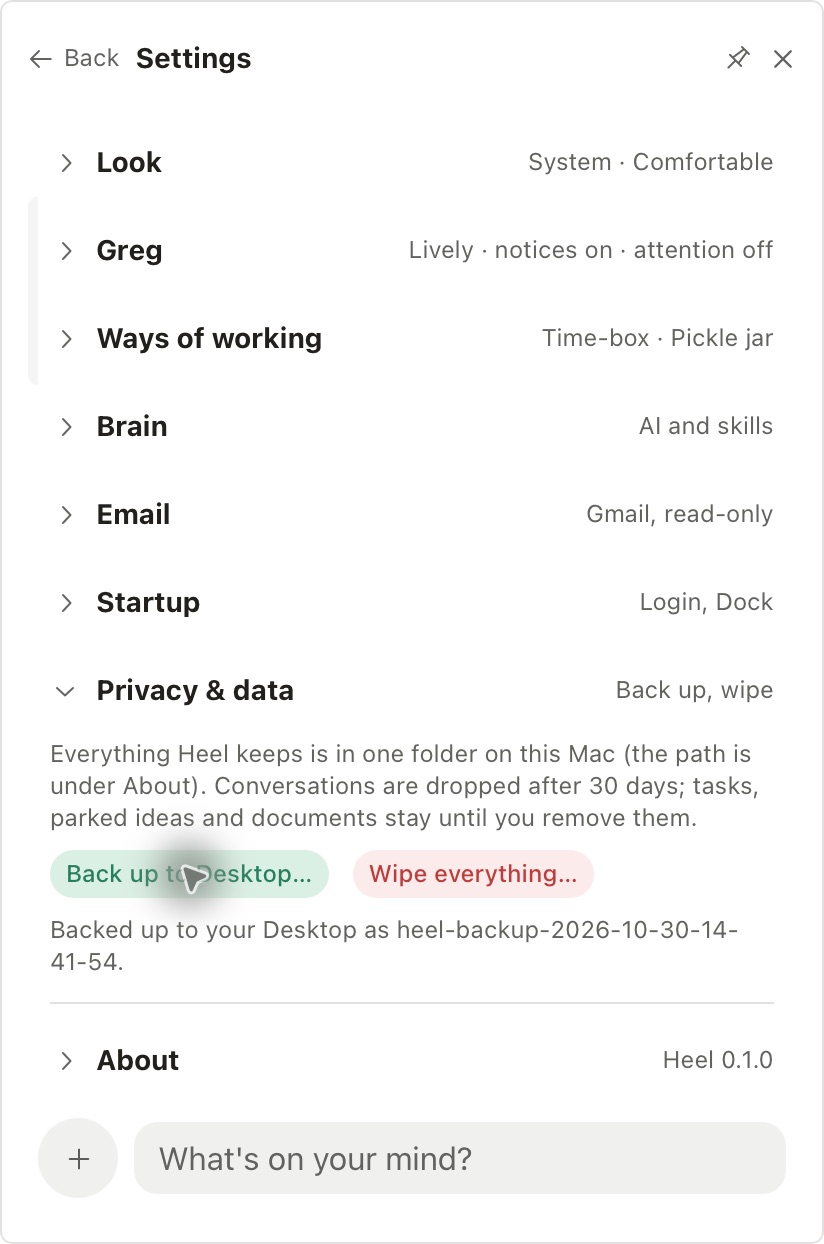 Back Settings
Look System · Comfortable
Greg Lively · notices on · attention off
Ways of working Time-box · Pickle jar
Brain AI and skills
Email Gmail, read-only
Startup Login, Dock
Privacy & data Back up, wipe
Everything Heel keeps is in one folder on this Mac (the path is
under About). Conversations are dropped after 30 days; tasks,
parked ideas and documents stay until you remove them.
Back up to Desktop... Wipe everything...
Backed up to your Desktop as heel-backup-2026-10-30-14-
41-54.
About Heel 0.1.0
What's on your mind?